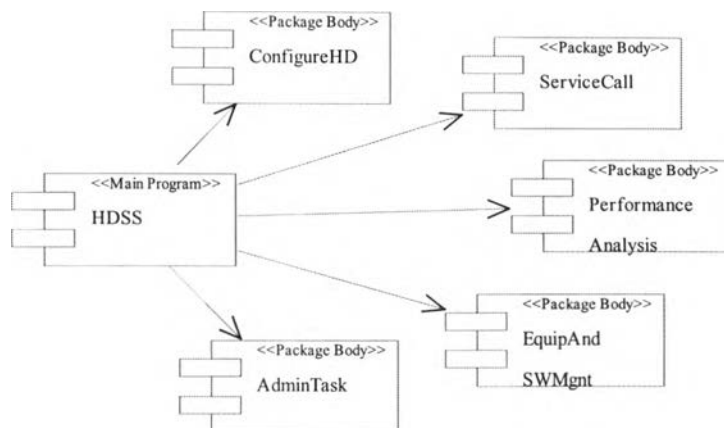 <<Package Body>>
ConfigureHD
<<Package Body>>
ServiceCall
<<Main Program>>
HDSS
<<Package Body>>
Performance
Analysis
<<Package Body>>
EquipAnd
SWMgnt
<<Package Body>>
AdminTask